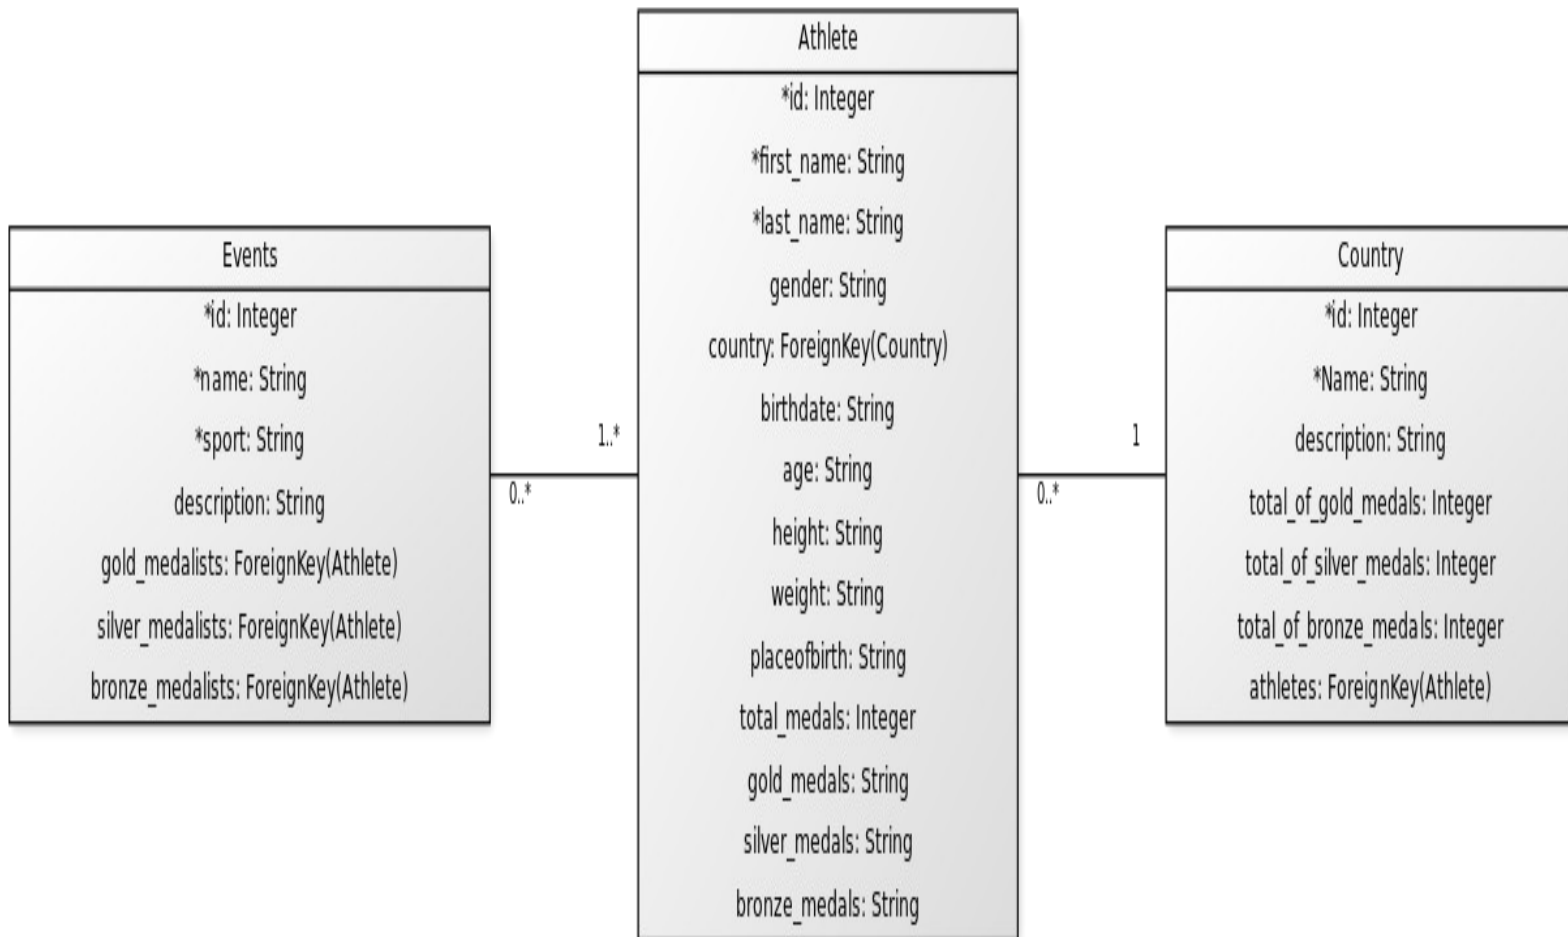 Events
*id: Integer
*name: String
*sport: String
description: String
gold_medalists: ForeignKey(Athlete)
silver_medalists: ForeignKey(Athlete)
bronze_medalists: ForeignKey(Athlete)
0..*
1..*
Athlete
*id: Integer
*first_name: String
*last_name: String
gender: String
country: ForeignKey(Country)
birthdate: String
age: String
height: String
weight: String
placeofbirth: String
total_medals: Integer
gold_medals: String
silver_medals: String
bronze_medals: String
0..*
1
Country
*id: Integer
*Name: String
description: String
total_of_gold_medals: Integer
total_of_silver_medals: Integer
total_of_bronze_medals: Integer
athletes: ForeignKey(Athlete)